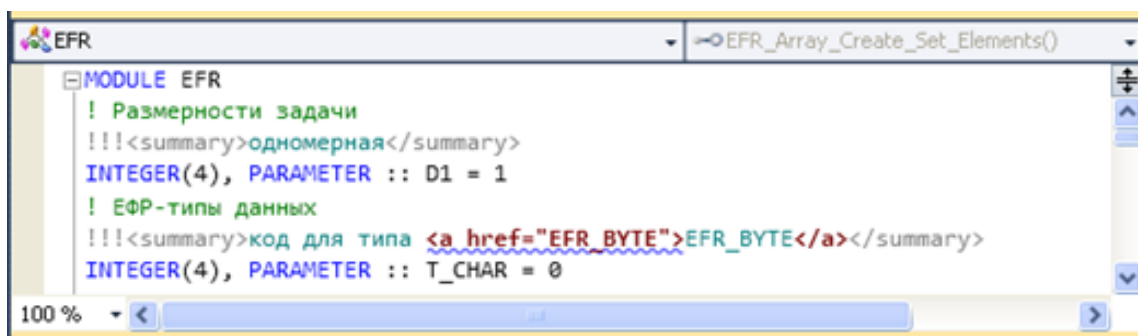 EFR EFR_Array_Create_Set_Elements()
MODULE EFR
! Размерности задачи
!!!<summary>одномерная</summary>
INTEGER(4), PARAMETER :: D1 = 1
! ЕФР-типы данных
!!!<summary>код для типа <a href="EFR_BYTE">EFR_BYTE</a></summary>
INTEGER(4), PARAMETER :: T_CHAR = 0
100 %